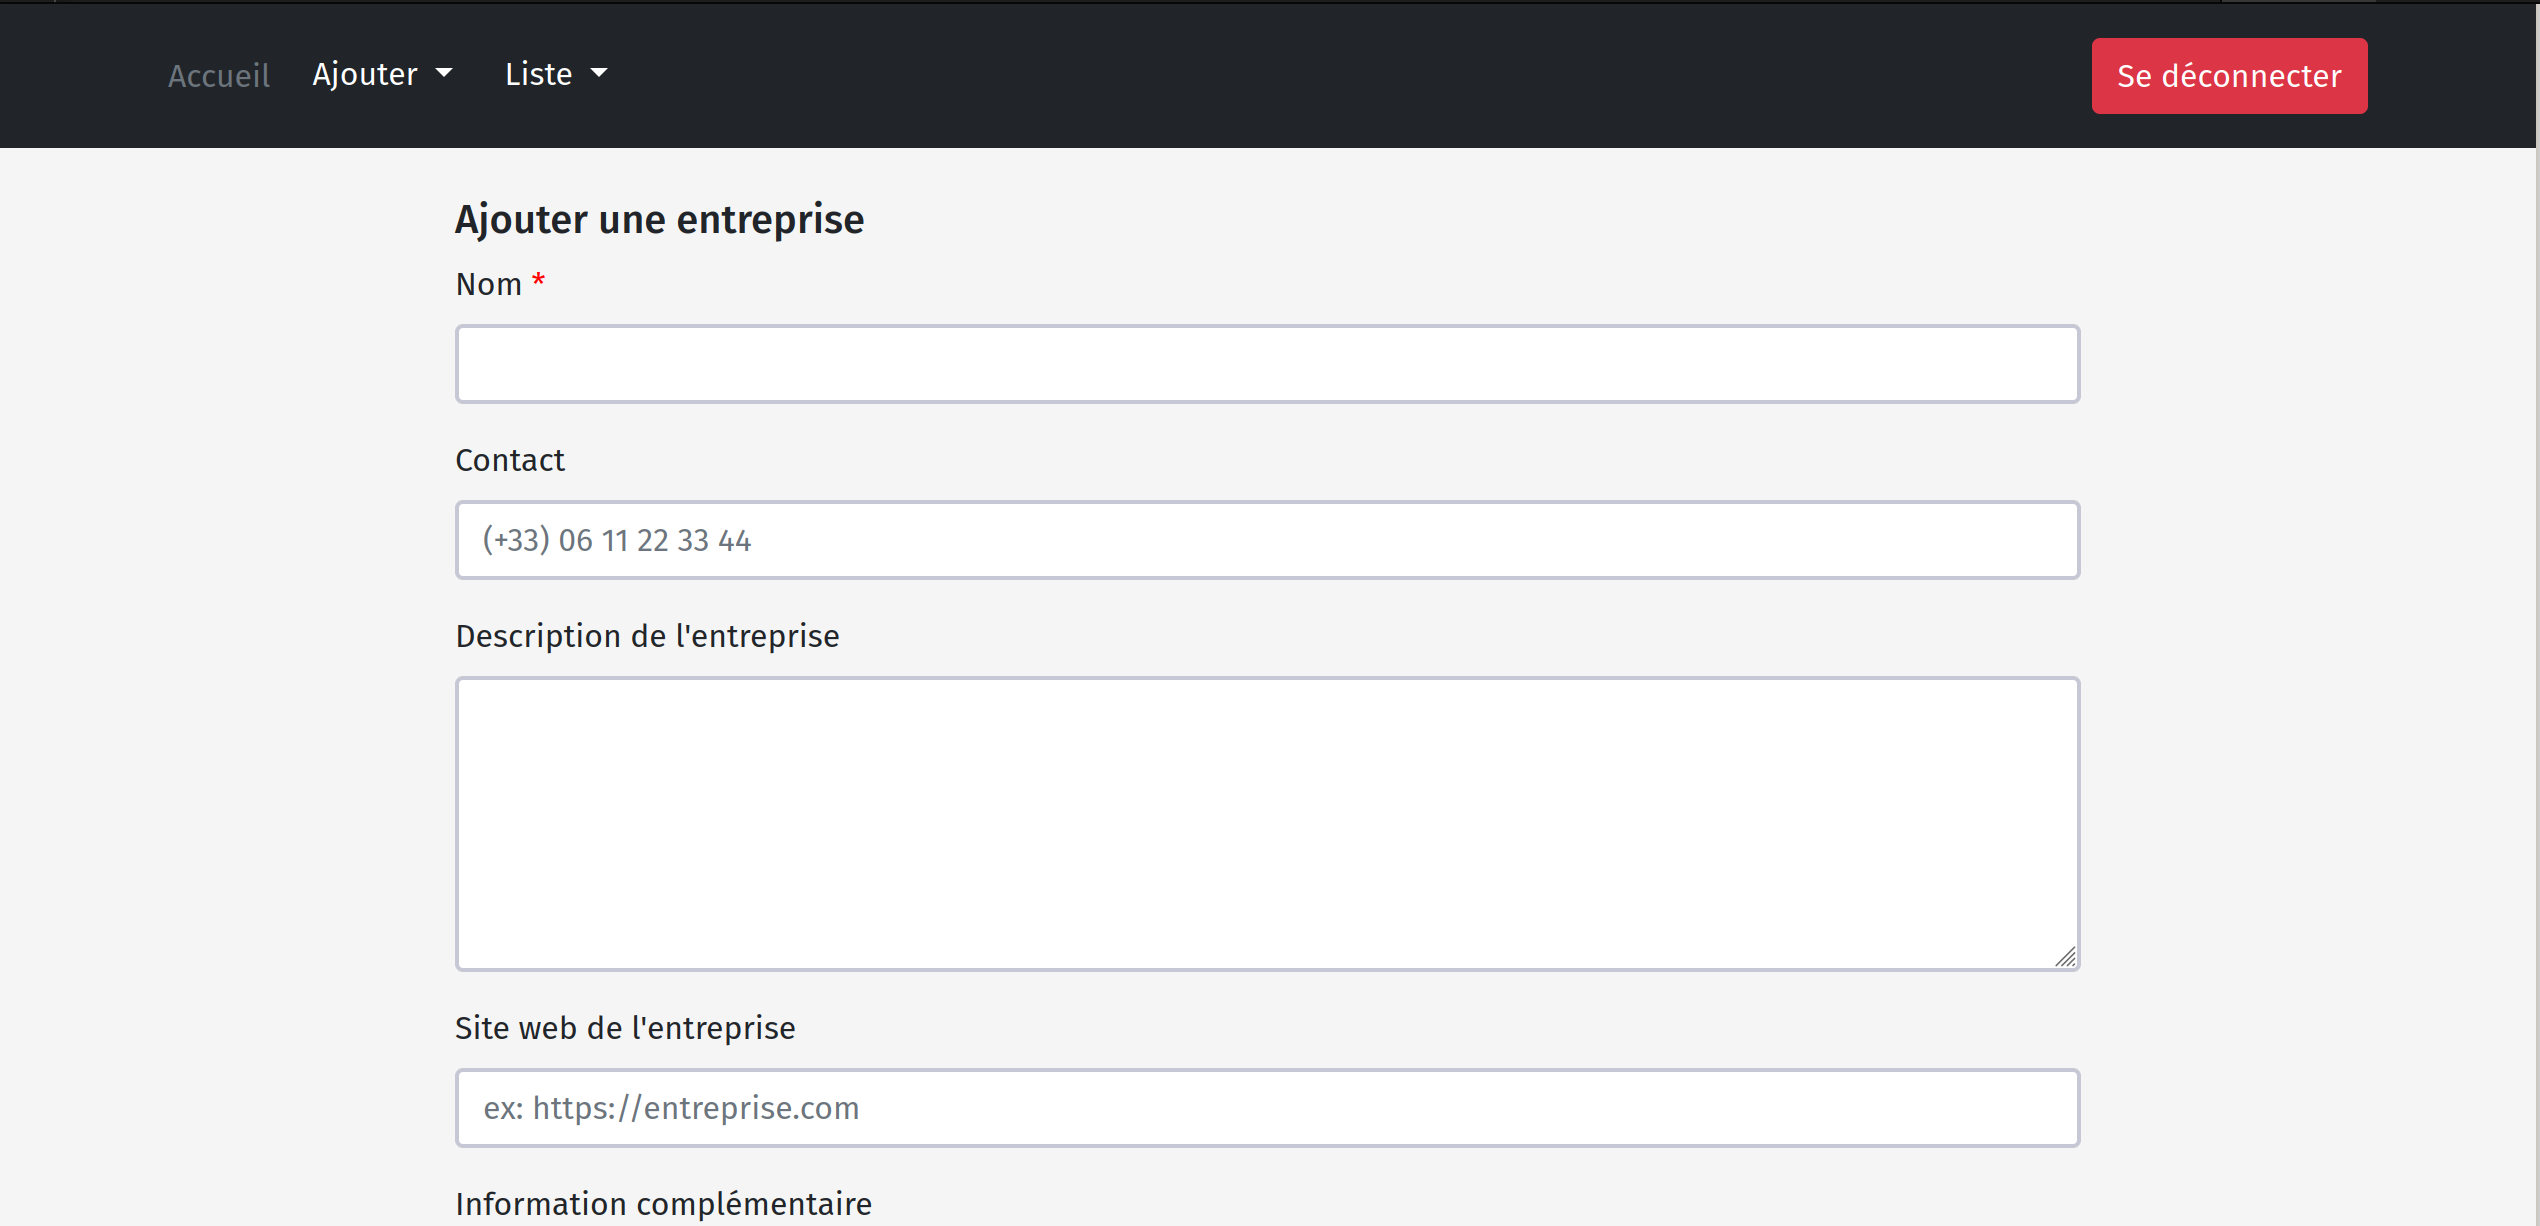 Accueil Ajouter Liste Se déconnecter
Ajouter une entreprise
Nom *
Contact
(+33) 06 11 22 33 44
Description de l'entreprise
Site web de l'entreprise
ex: https://entreprise.com
Information complémentaire